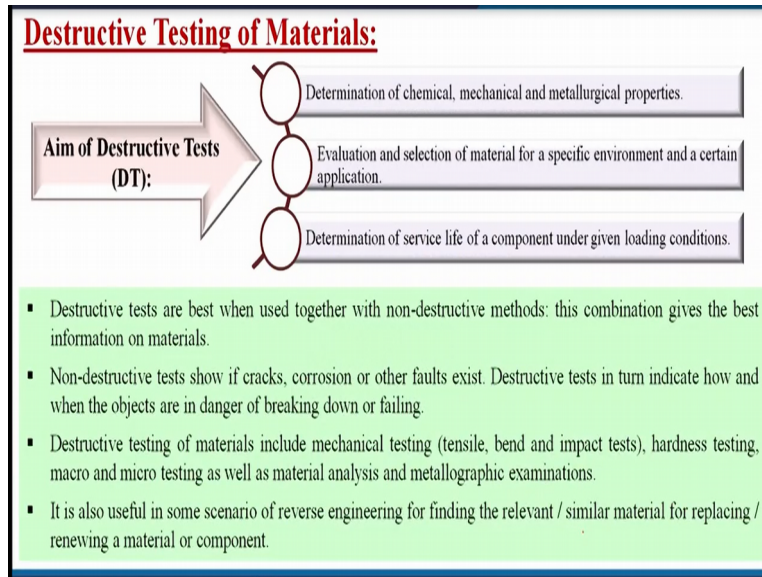 Destructive Testing of Materials:
Aim of Destructive Tests
(DT):
Determination of chemical, mechanical and metallurgical properties.
Evaluation and selection of material for a specific environment and a certain
application.
Determination of service life of a component under given loading conditions.
▪ Destructive tests are best when used together with non-destructive methods: this combination gives the best
information on materials.
▪ Non-destructive tests show if cracks, corrosion or other faults exist. Destructive tests in turn indicate how and
when the objects are in danger of breaking down or failing.
▪ Destructive testing of materials include mechanical testing (tensile, bend and impact tests), hardness testing,
macro and micro testing as well as material analysis and metallographic examinations.
▪ It is also useful in some scenario of reverse engineering for finding the relevant / similar material for replacing /
renewing a material or component.